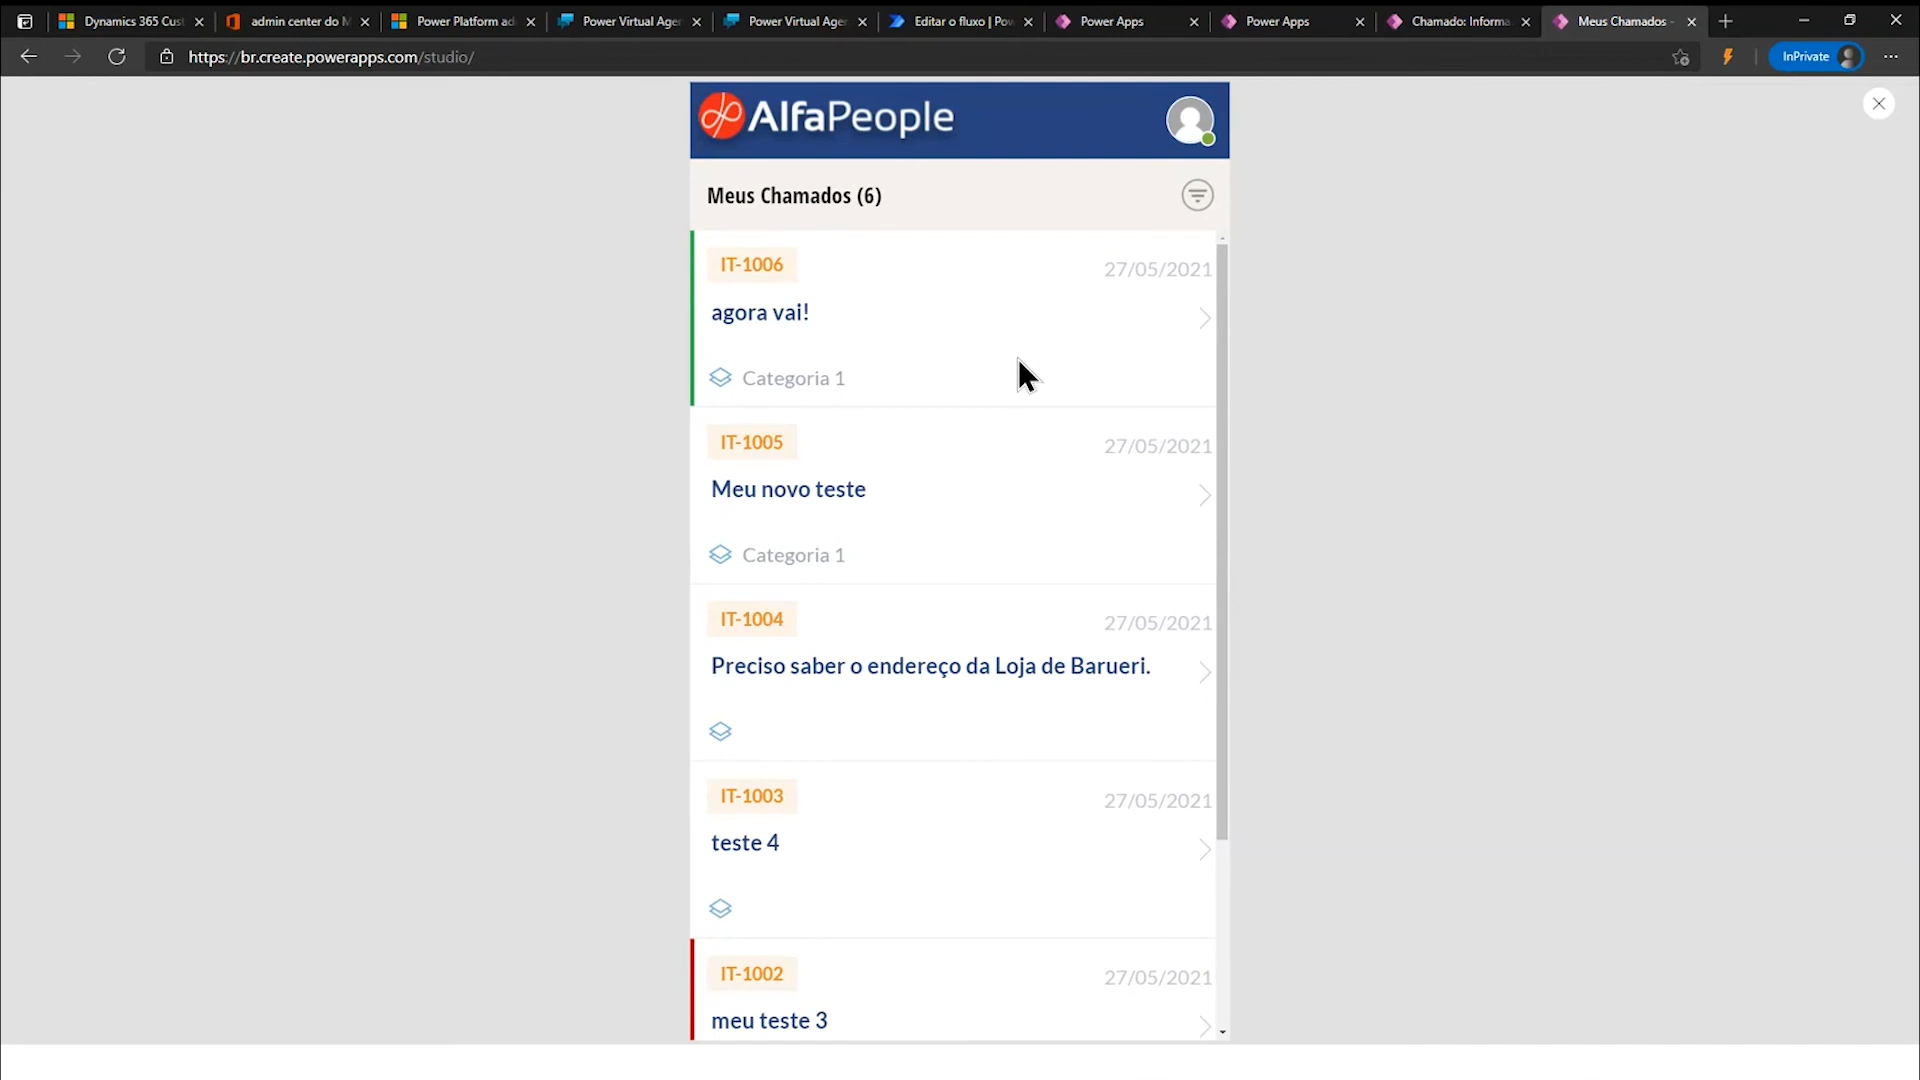 Dynamics 365 Cust
admin center do M
Power Platform ad
Power Virtual Agen
Power Virtual Agen
Editar o fluxo | Pow
Power Apps
Power Apps
Chamado: Informa
Meus Chamados -
https://br.create.powerapps.com/studio/
InPrivate
AlfaPeople
Meus Chamados (6)
IT-1006
27/05/2021
agora vai!
Categoria 1
IT-1005
27/05/2021
Meu novo teste
Categoria 1
IT-1004
27/05/2021
Preciso saber o endereço da Loja de Barueri.
IT-1003
27/05/2021
teste 4
IT-1002
27/05/2021
meu teste 3